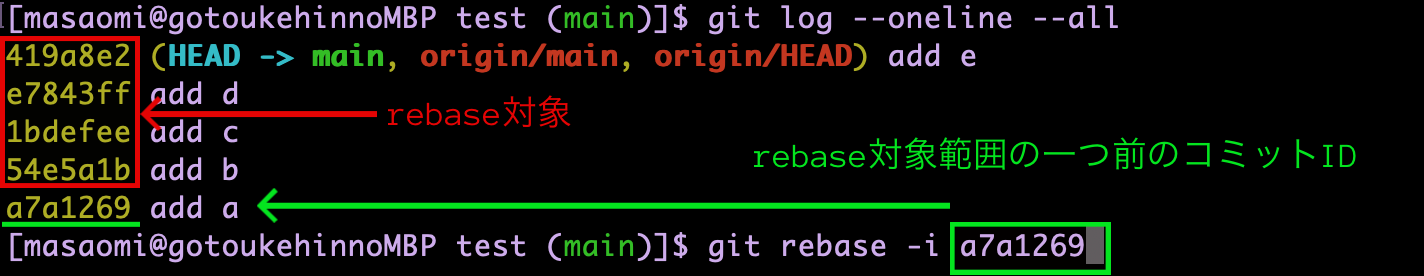 [masaomi@gotoukehinnoMBP test (main)]$ git log --oneline --all
419a8e2 (HEAD -> main, origin/main, origin/HEAD) add e
e7843ff add d
rebase対象
1bdefee add c
54e5a1b add b
rebase対象範囲の一つ前のコミットID
a7a1269 add a
[masaomi@gotoukehinnoMBP test (main)]$ git rebase -i a7a1269